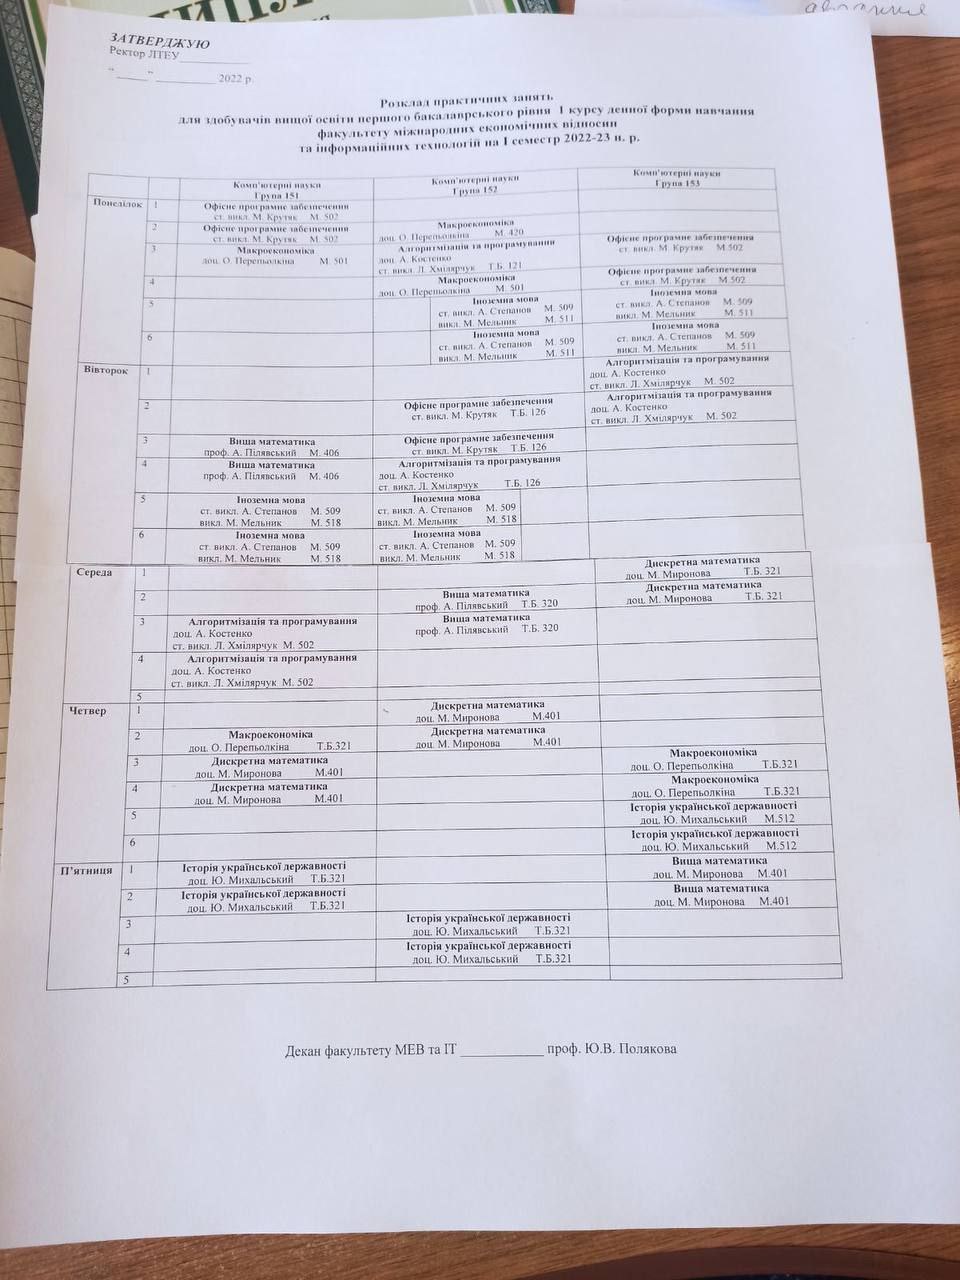 ЗАТВЕРДЖУЮ
Ректор ЛТЕУ____________
"_____"__________ 2022 р.
Розклад практичних занять
для здобувачів вищої освіти першого бакалаврського рівня І курсу денної форми навчання
факультету міжнародних економічних відносин
та інформаційних технологій на І семестр 2022-23 н. р.
Комп'ютерні науки
Група 151
Комп'ютерні науки
Група 152
Комп'ютерні науки
Група 153
Понеділок
1
Офісне програмне забезпечення
ст. викл. М. Крутяк М. 502
2
Офісне програмне забезпечення
ст. викл. М. Крутяк М. 502
Макроекономіка
доц. О. Перепьолкіна М. 420
3
Макроекономіка
доц. О. Перепьолкіна М. 501
Алгоритмізація та програмування
доц. А. Костенко
ст. викл. Л. Хмілярчук Т.Б. 121
Офісне програмне забезпечення
ст. викл. М. Крутяк М.502
4
Макроекономіка
доц. О. Перепьолкіна М. 501
Офісне програмне забезпечення
ст. викл. М. Крутяк М.502
5
Іноземна мова
ст. викл. А. Степанов М. 509
викл. М. Мельник М. 511
Іноземна мова
ст. викл. А. Степанов М. 509
викл. М. Мельник М. 511
6
Іноземна мова
ст. викл. А. Степанов М. 509
викл. М. Мельник М. 511
Іноземна мова
ст. викл. А. Степанов М. 509
викл. М. Мельник М. 511
Вівторок
1
Алгоритмізація та програмування
доц. А. Костенко
ст. викл. Л. Хмілярчук М. 502
2
Офісне програмне забезпечення
ст. викл. М. Крутяк Т.Б. 126
Алгоритмізація та програмування
доц. А. Костенко
ст. викл. Л. Хмілярчук М. 502
3
Вища математика
проф. А. Пілявський М. 406
Офісне програмне забезпечення
ст. викл. М. Крутяк Т.Б. 126
4
Вища математика
проф. А. Пілявський М. 406
Алгоритмізація та програмування
доц. А. Костенко
ст. викл. Л. Хмілярчук Т.Б. 126
5
Іноземна мова
ст. викл. А. Степанов М. 509
викл. М. Мельник М. 518
Іноземна мова
ст. викл. А. Степанов М. 509
викл. М. Мельник М. 518
6
Іноземна мова
ст. викл. А. Степанов М. 509
викл. М. Мельник М. 518
Іноземна мова
ст. викл. А. Степанов М. 509
викл. М. Мельник М. 518
Середа
1
Дискретна математика
доц. М. Миронова Т.Б. 321
2
Вища математика
проф. А. Пілявський Т.Б. 320
Дискретна математика
доц. М. Миронова Т.Б. 321
3
Алгоритмізація та програмування
доц. А. Костенко
ст. викл. Л. Хмілярчук М. 502
Вища математика
проф. А. Пілявський Т.Б. 320
4
Алгоритмізація та програмування
доц. А. Костенко
ст. викл. Л. Хмілярчук М. 502
5
Четвер
1
Дискретна математика
доц. М. Миронова М.401
2
Макроекономіка
доц. О. Перепьолкіна Т.Б.321
Дискретна математика
доц. М. Миронова М.401
3
Дискретна математика
доц. М. Миронова М.401
Макроекономіка
доц. О. Перепьолкіна Т.Б.321
4
Дискретна математика
доц. М. Миронова М.401
Макроекономіка
доц. О. Перепьолкіна Т.Б.321
5
Історія української державності
доц. Ю. Михальський М.512
6
Історія української державності
доц. Ю. Михальський М.512
П'ятниця
1
Історія української державності
доц. Ю. Михальський Т.Б.321
Вища математика
доц. М. Миронова М.401
2
Історія української державності
доц. Ю. Михальський Т.Б.321
Вища математика
доц. М. Миронова М.401
3
Історія української державності
доц. Ю. Михальський Т.Б.321
4
Історія української державності
доц. Ю. Михальський Т.Б.321
5
Декан факультету МЕВ та ІТ ____________ проф. Ю.В. Полякова